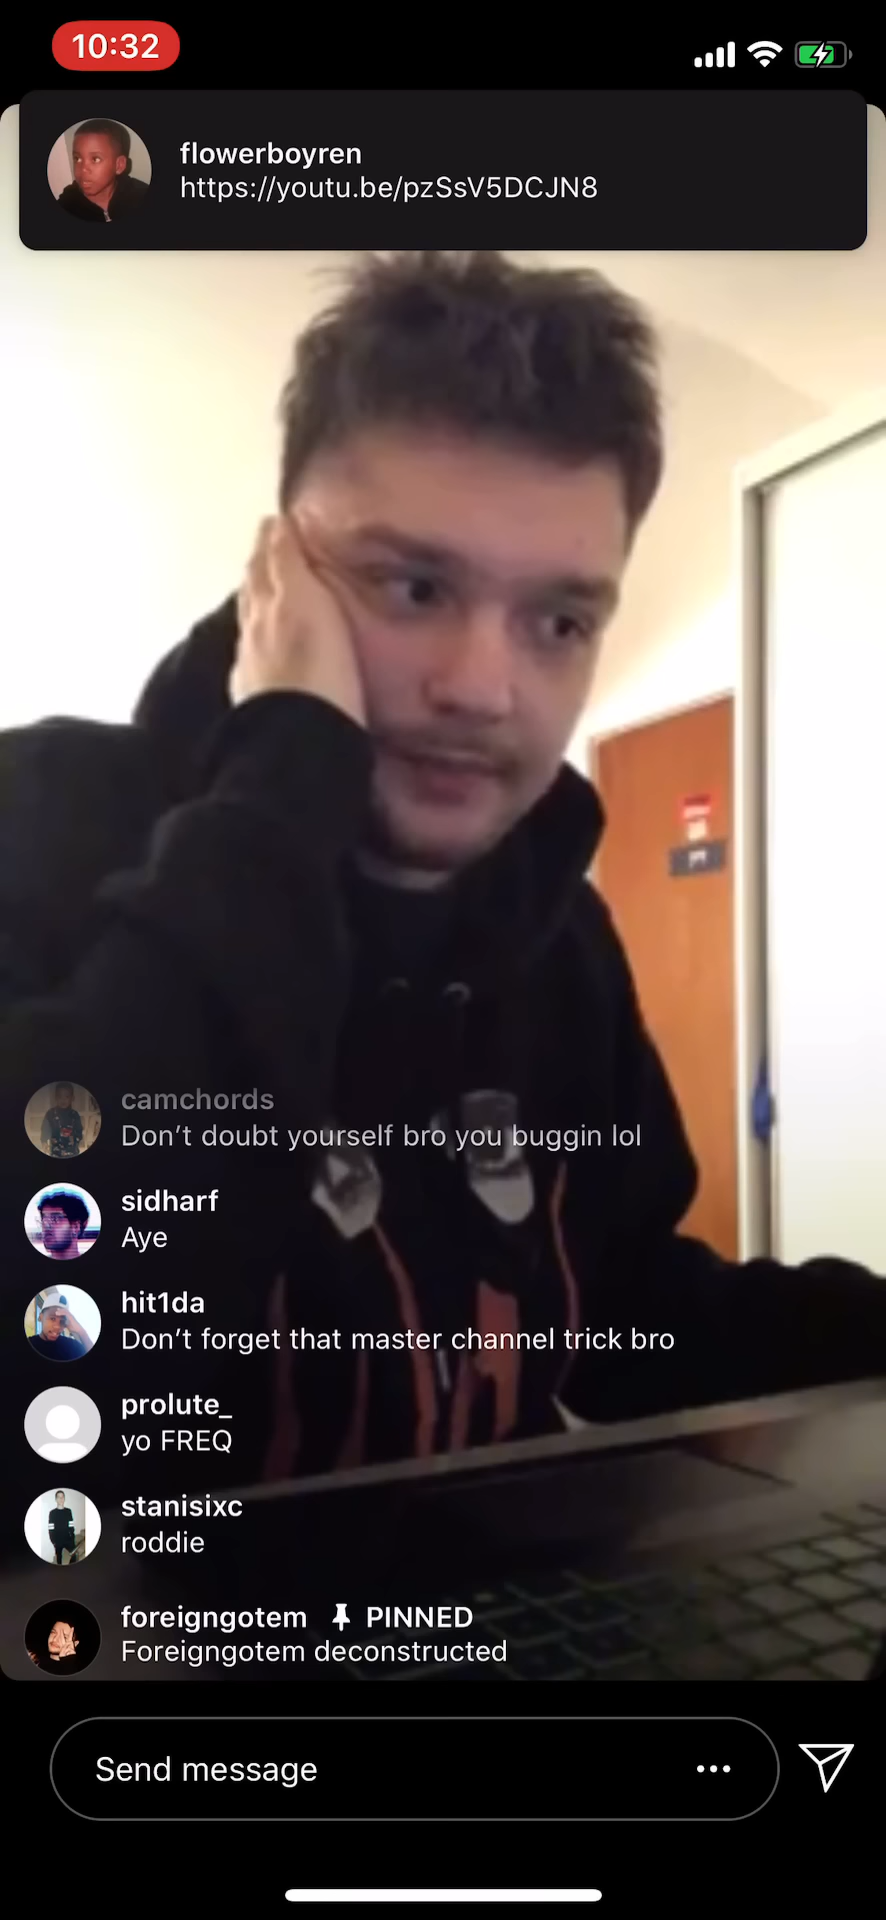 10:32
flowerboyren
https://youtu.be/pzSsV5DCJN8
camchords
Don’t doubt yourself bro you buggin lol
sidharf
Aye
hit1da
Don’t forget that master channel trick bro
prolute_
yo FREQ
stanisixc
roddie
foreigngotem PINNED
Foreigngotem deconstructed
Send message